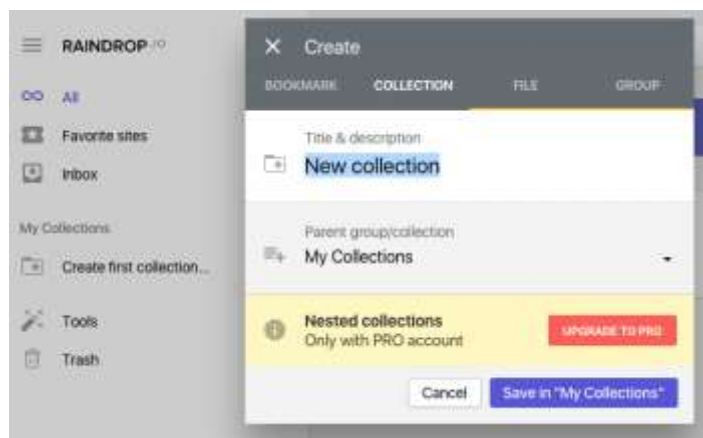 RAINDROP.IO
All
Favorite sites
Inbox
My Collections
Create first collection...
Tools
Trash
Create
BOOKMARK COLLECTION FILE GROUP
Title & description
New collection
Parent group/collection
My Collections
Nested collections
Only with PRO account
UPGRADE TO PRO
Cancel
Save in "My Collections"